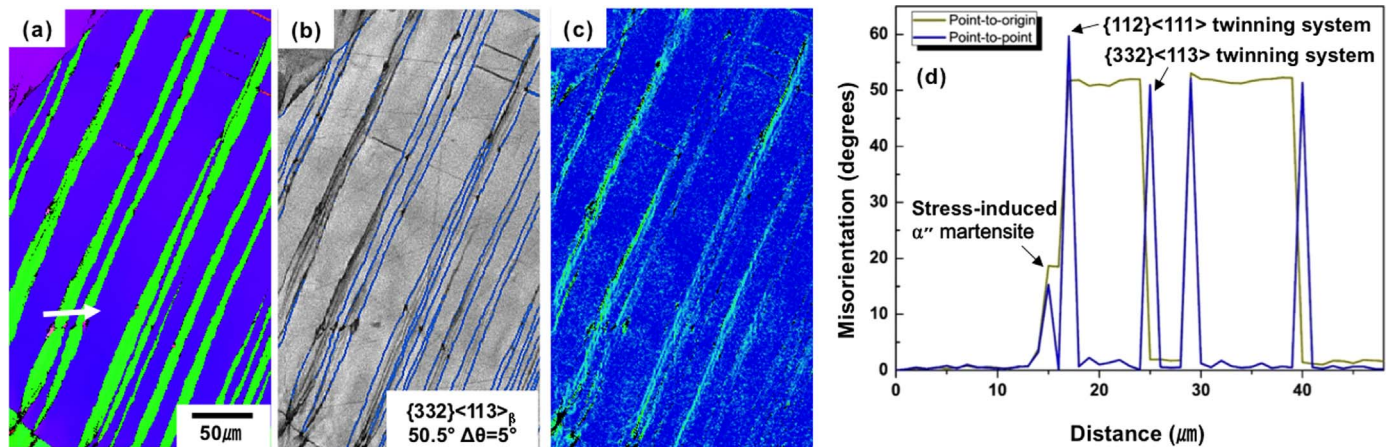 (a)
50㎛
(b)
{332}<113>β
50.5° Δθ=5°
(c)
(d)
Point-to-origin
Point-to-point
{112}<111> twinning system
{332}<113> twinning system
Stress-induced
α″ martensite
Misorientation (degrees)
60
50
40
30
20
10
0
0 10 20 30 40
Distance (㎛)